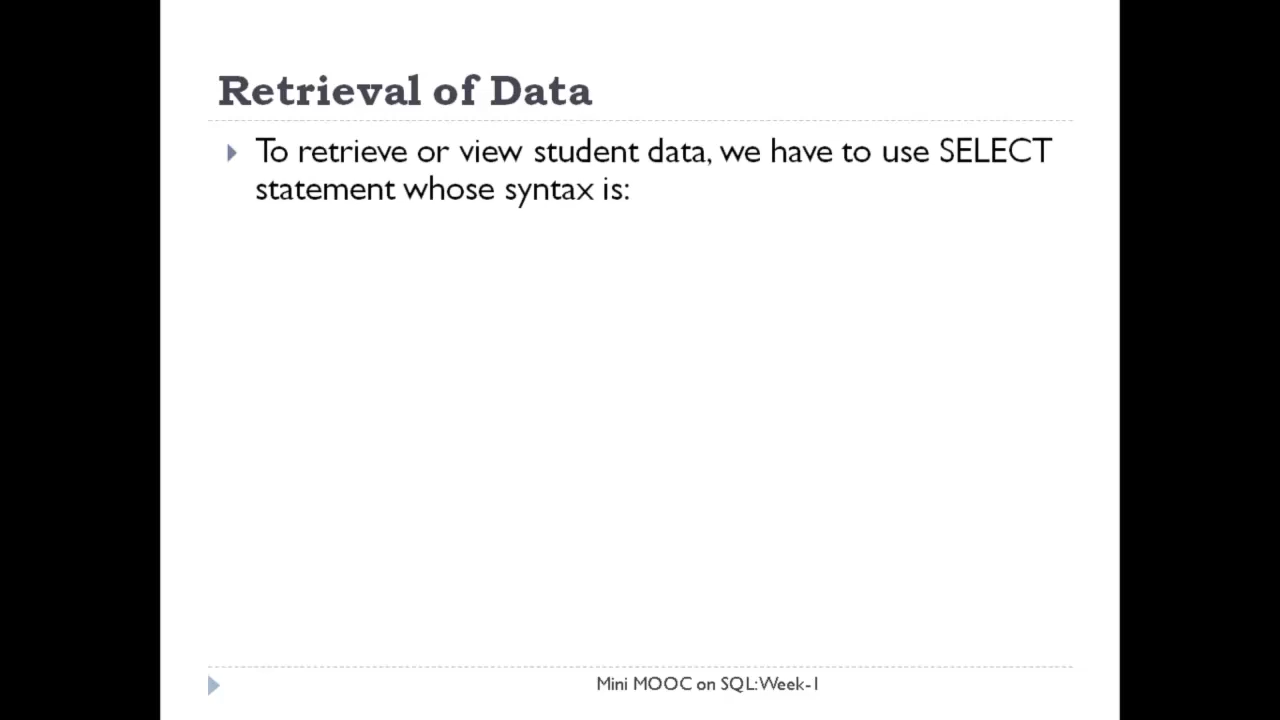 Retrieval of Data
To retrieve or view student data, we have to use SELECT
statement whose syntax is:
Mini MOOC on SQL:Week-1